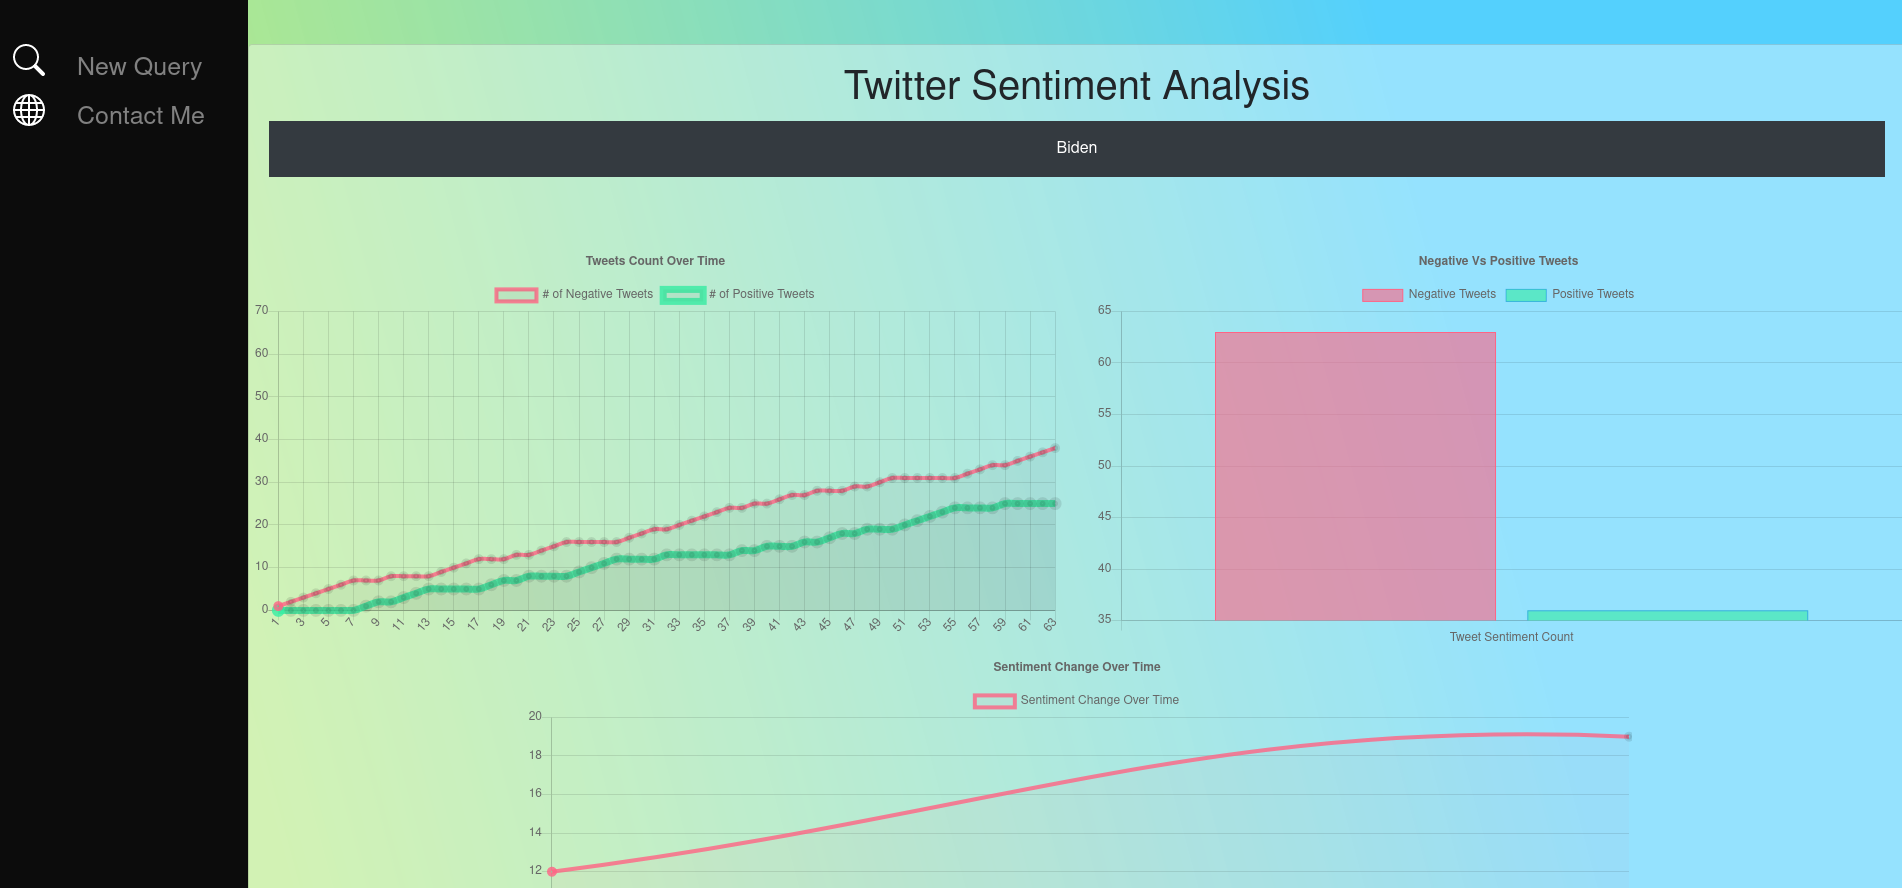 New Query
Contact Me
Twitter Sentiment Analysis
Biden
Tweets Count Over Time
# of Negative Tweets # of Positive Tweets
70
60
50
40
30
20
10
0
1 3 5 7 9 11 13 15 17 19 21 23 25 27 29 31 33 35 37 39 41 43 45 47 49 51 53 55 57 59 61 63
Negative Vs Positive Tweets
Negative Tweets Positive Tweets
65
60
55
50
45
40
35
Tweet Sentiment Count
Sentiment Change Over Time
Sentiment Change Over Time
20
18
16
14
12